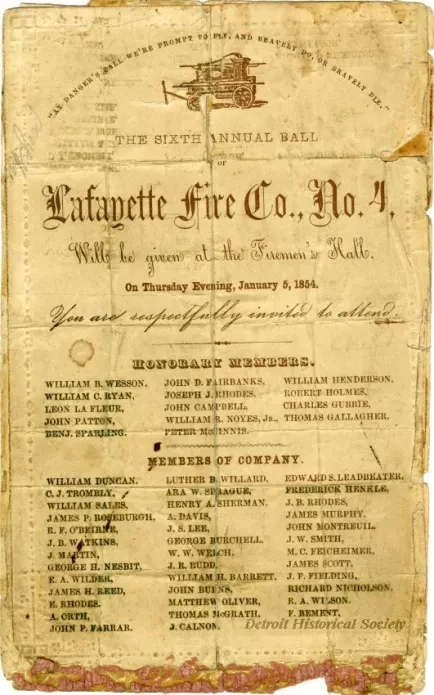 "AT DANGER'S CALL WE'RE PROMPT TO FLY, AND BRAVELY DO, OR BRAVELY DIE."
THE SIXTH ANNUAL BALL
OF
Lafayette Fire Co., No. 4,
Will be given at the Firemen's Hall.
On Thursday Evening, January 5, 1854.
You are respectfully invited to attend.
HONORARY MEMBERS.
WILLIAM B. WESSON, JOHN D. FAIRBANKS, WILLIAM HENDERSON,
WILLIAM C. RYAN, JOSEPH J. RHODES, ROBERT HOLMES,
LEON LA FLEUR, JOHN CAMPBELL, CHARLES GURBIE,
JOHN PATTON, WILLIAM R. NOYES, JR., THOMAS GALLAGHER.
BENJ. SPARLING, PETER McGINNIS.
MEMBERS OF COMPANY.
WILLIAM DUNCAN, LUTHER B. WILLARD, EDWARD S. LEADBEATER,
C. J. TROMBLY, ARA W. SPRAGUE, FREDERICK HENKLE,
WILLIAM SALES, HENRY A. SHERMAN, J. B. RHODES,
JAMES P. ROSEBURGH, A. DAVIS, JAMES MURPHY,
R. F. O'BEIRNE, J. S. LEE, JOHN MONTREUIL,
J. B. WATKINS, GEORGE BURCHELL, J. W. SMITH,
J. MARTIN, W. W. WELCH, M. C. FEICHEIMER,
GEORGE H. NESBIT, J. R. BUDD, JAMES SCOTT,
E. A. WILDER, WILLIAM H. BARRETT, J. F. FIELDING,
JAMES H. REED, JOHN BURNS, RICHARD NICHOLSON,
E. RHODES, MATTHEW OLIVER, R. A. WILSON,
A. ORTH, THOMAS McGRATH, F. BEMENT,
JOHN P. FARRAR, J. CALNON.
Detroit Historical Society